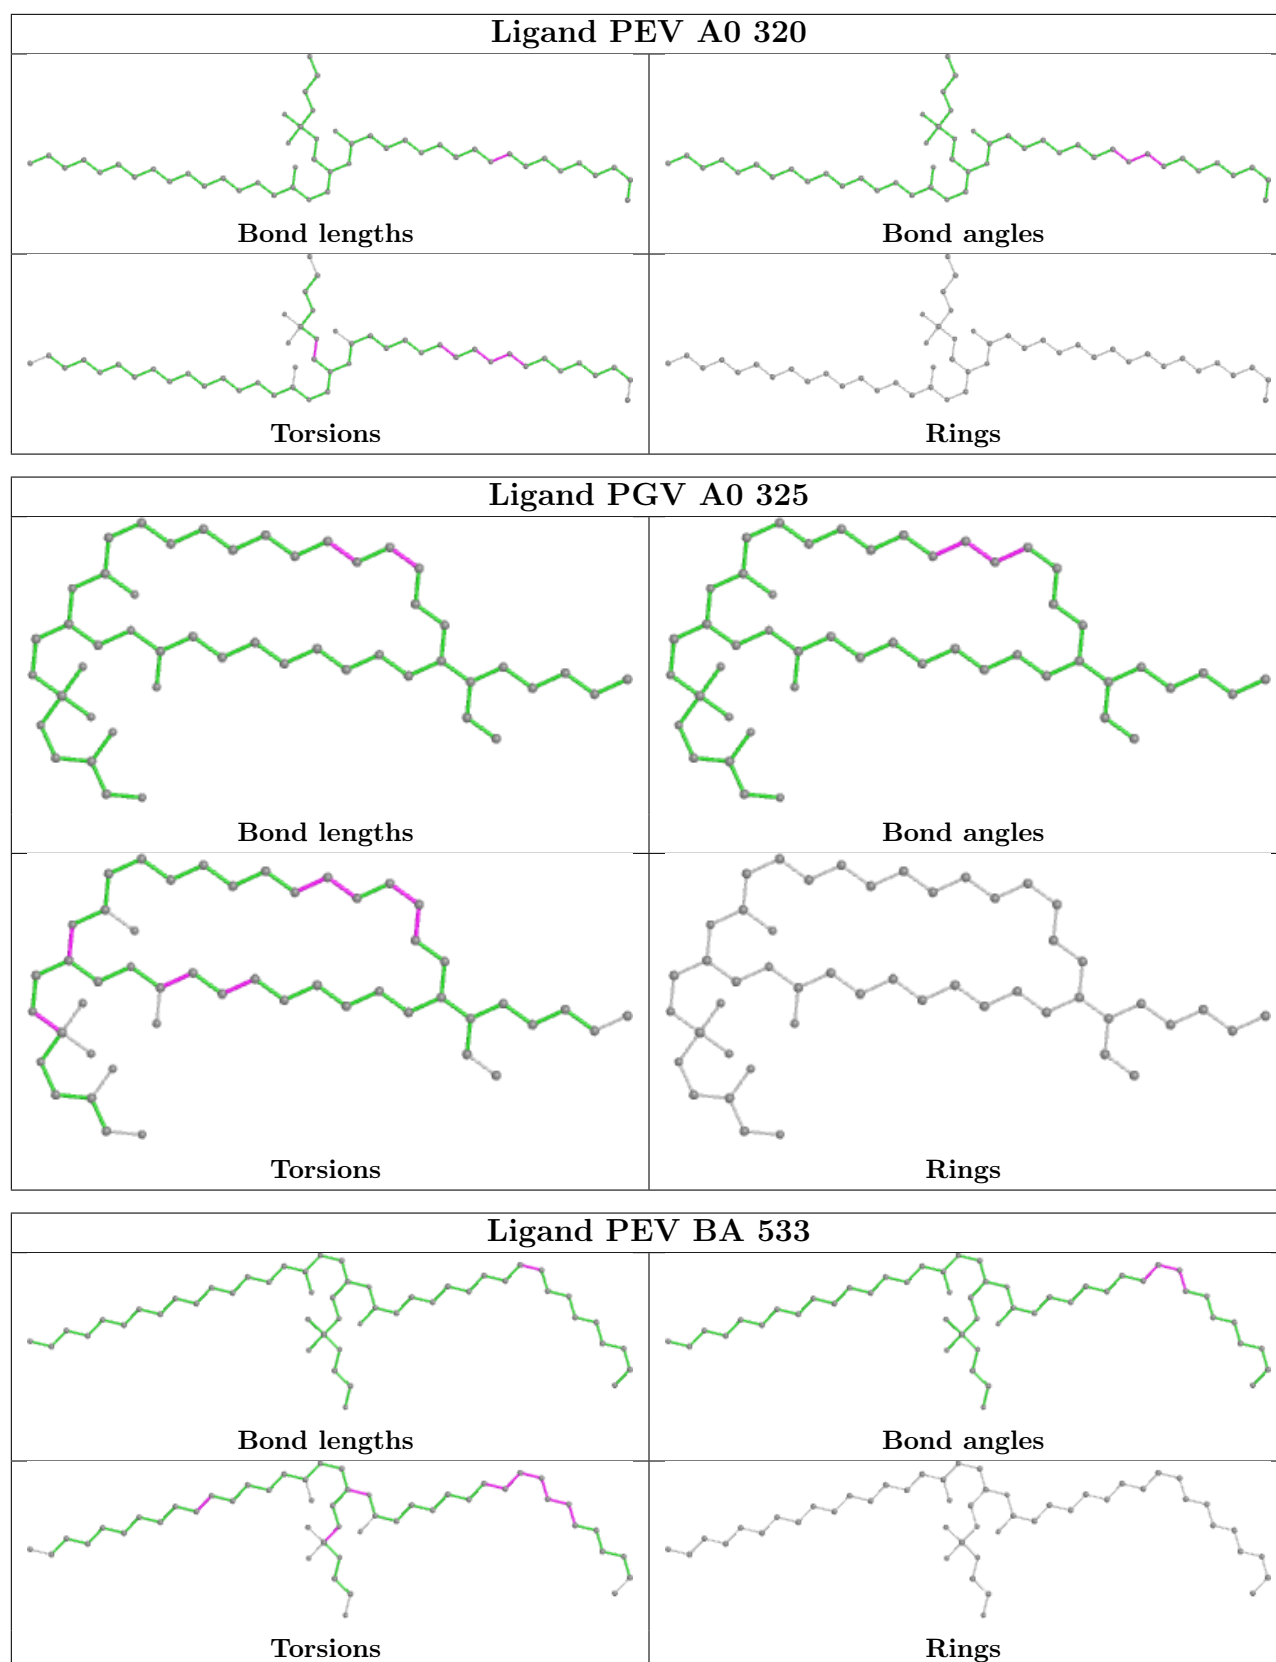 Ligand PEV A0 320
Bond lengths
Bond angles
Torsions
Rings
Ligand PGV A0 325
Bond lengths
Bond angles
Torsions
Rings
Ligand PEV BA 533
Bond lengths
Bond angles
Torsions
Rings